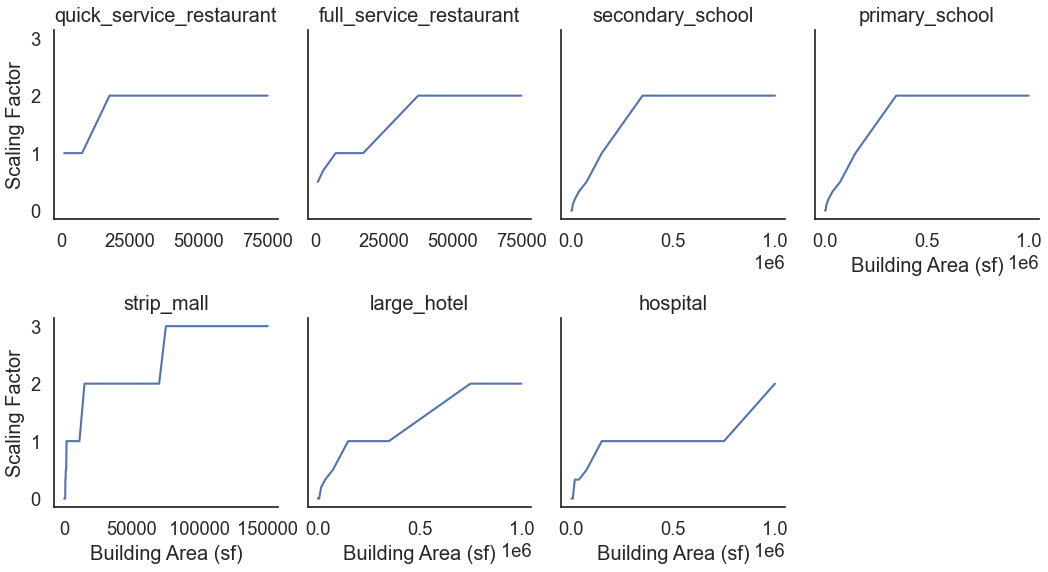 quick_service_restaurant full_service_restaurant secondary_school primary_school
3
2
1
0
Scaling Factor
0 25000 50000 75000 0 25000 50000 75000 0.0 0.5 1.0 0.0 0.5 1.0
1e6 Building Area (sf) 1e6
strip_mall large_hotel hospital
3
2
1
0
Scaling Factor
0 50000 100000 150000 0.0 0.5 1.0 0.0 0.5 1.0
Building Area (sf) Building Area (sf) 1e6 Building Area (sf) 1e6